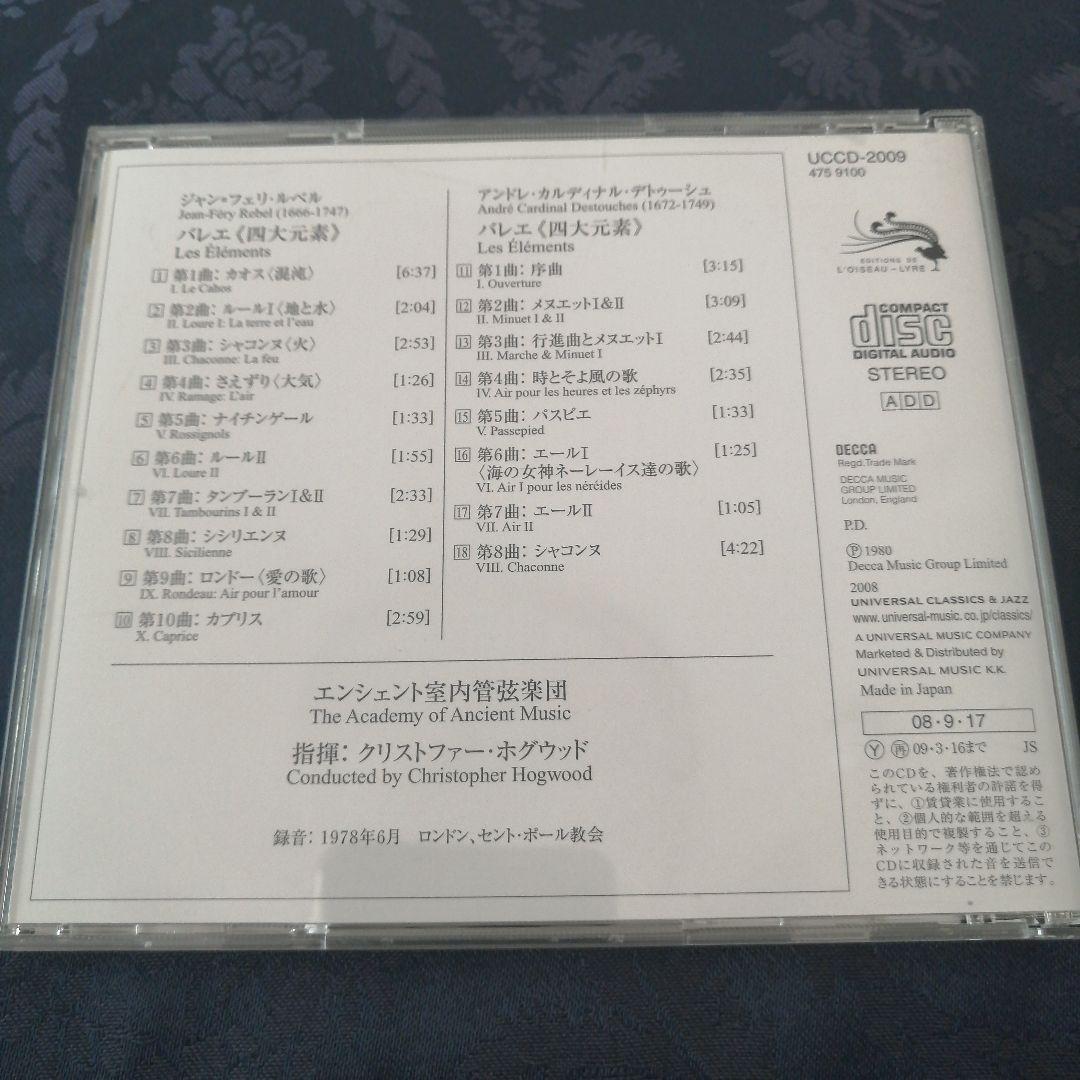 ジャン・フェリ・ルベル
Jean-Féry Rebel (1666-1747)
バレエ《四大元素》
Les Éléments
1 第1曲: カオス〈混沌〉 [6:37]
I. Le Cahos
2 第2曲: ルールI〈地と水〉 [2:04]
II. Loure I: La terre et l'eau
3 第3曲: シャコンヌ〈火〉 [2:53]
III. Chaconne: La feu
4 第4曲: さえずり〈大気〉 [1:26]
IV. Ramage: L'air
5 第5曲: ナイチンゲール [1:33]
V. Rossignols
6 第6曲: ルールII [1:55]
VI. Loure II
7 第7曲: タンブーランI&II [2:33]
VII. Tambourins I & II
8 第8曲: シシリエンヌ [1:29]
VIII. Sicilienne
9 第9曲: ロンドー〈愛の歌〉 [1:08]
IX. Rondeau: Air pour l'amour
10 第10曲: カプリス [2:59]
X. Caprice
アンドレ・カルディナル・デトゥーシュ
André Cardinal Destouches (1672-1749)
バレエ《四大元素》
Les Éléments
11 第1曲: 序曲 [3:15]
I. Ouverture
12 第2曲: メヌエットI&II [3:09]
II. Minuet I & II
13 第3曲: 行進曲とメヌエットI [2:44]
III. Marche & Minuet I
14 第4曲: 時とそよ風の歌 [2:35]
IV. Air pour les heures et les zéphyrs
15 第5曲: パスピエ [1:33]
V. Passepied
16 第6曲: エールI [1:25]
〈海の女神ネーレーイス達の歌〉
VI. Air I pour les néréides
17 第7曲: エールII [1:05]
VII. Air II
18 第8曲: シャコンヌ [4:22]
VIII. Chaconne
エンシェント室内管弦楽団
The Academy of Ancient Music
指揮: クリストファー・ホグウッド
Conducted by Christopher Hogwood
録音: 1978年6月 ロンドン、セント・ポール教会
UCCD-2009
475 9100
EDITIONS DE
L'OISEAU-LYRE
COMPACT
disc
DIGITAL AUDIO
STEREO
ADD
DECCA
Regd. Trade Mark
DECCA MUSIC
GROUP LIMITED
London, England
P.D.
℗1980
Decca Music Group Limited
2008
UNIVERSAL CLASSICS & JAZZ
www.universal-music.co.jp/classics/
A UNIVERSAL MUSIC COMPANY
Marketed & Distributed by
UNIVERSAL MUSIC K.K.
Made in Japan
08・9・17
Ⓨ 再 09・3・16まで JS
このCDを、著作権法で認め
られている権利者の許諾を得
ずに、①賃貸業に使用するこ
と、②個人的な範囲を超える
使用目的で複製すること、③
ネットワーク等を通じてこの
CDに収録された音を送信で
きる状態にすることを禁じます。